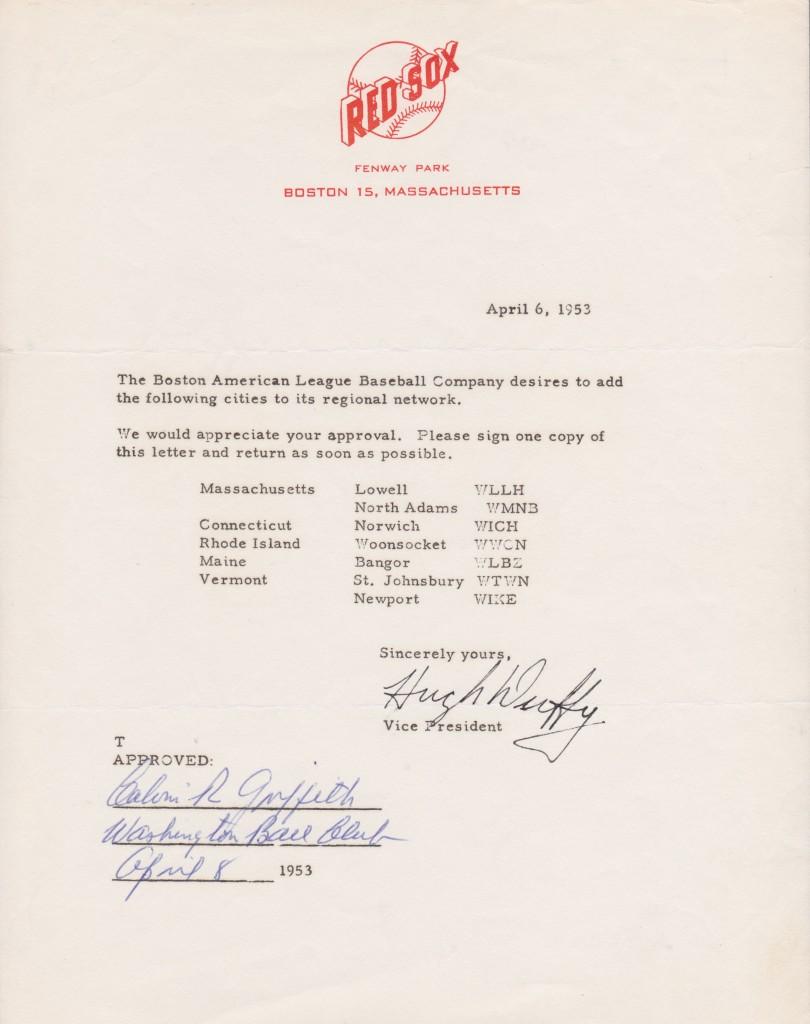 RED SOX
FENWAY PARK
BOSTON 15, MASSACHUSETTS
April 6, 1953
The Boston American League Baseball Company desires to add
the following cities to its regional network.
We would appreciate your approval. Please sign one copy of
this letter and return as soon as possible.
Massachusetts Lowell WLLH
North Adams WMNB
Connecticut Norwich WICH
Rhode Island Woonsocket WWCN
Maine Bangor WLBZ
Vermont St. Johnsbury WTWN
Newport WIKE
Sincerely yours,
Hugh Duffy
Vice President
T
APPROVED:
Calvin R Griffith
Washington Base Club
April 8 1953